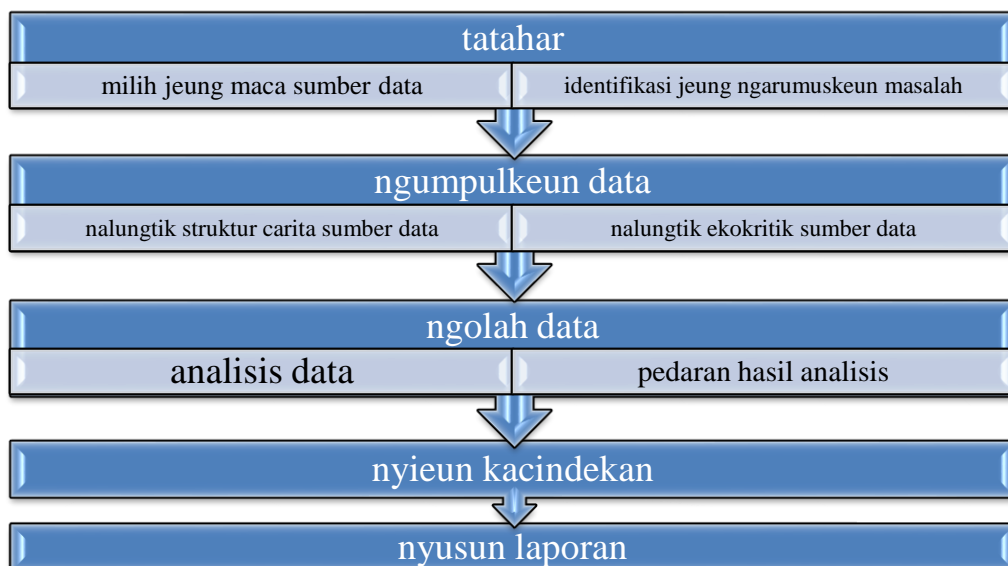 tatahar
milih jeung maca sumber data
identifikasi jeung ngarumuskeun masalah
ngumpulkeun data
nalungtik struktur carita sumber data
nalungtik ekokritik sumber data
ngolah data
analisis data
pedaran hasil analisis
nyieun kacindekan
nyusun laporan